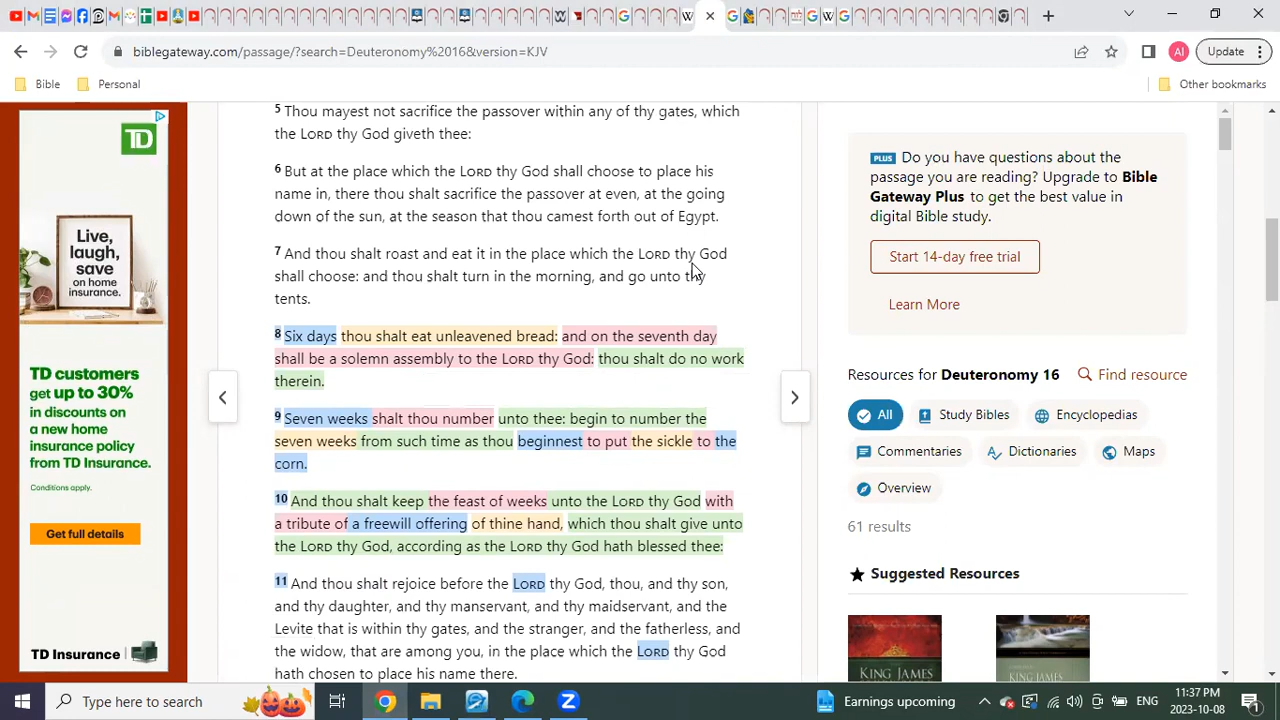 biblegateway.com/passage/?search=Deuteronomy%2016&version=KJV
AI
Update
Bible
Personal
Other bookmarks
TD
Live,
laugh,
save
on home
insurance.
TD customers
get up to 30%
in discounts on
a new home
insurance policy
from TD Insurance.
Conditions apply.
Get full details
TD Insurance
5 Thou mayest not sacrifice the passover within any of thy gates, which
the LORD thy God giveth thee:
6 But at the place which the LORD thy God shall choose to place his
name in, there thou shalt sacrifice the passover at even, at the going
down of the sun, at the season that thou camest forth out of Egypt.
7 And thou shalt roast and eat it in the place which the LORD thy God
shall choose: and thou shalt turn in the morning, and go unto thy
tents.
8 Six days thou shalt eat unleavened bread: and on the seventh day
shall be a solemn assembly to the LORD thy God: thou shalt do no work
therein.
9 Seven weeks shalt thou number unto thee: begin to number the
seven weeks from such time as thou beginnest to put the sickle to the
corn.
10 And thou shalt keep the feast of weeks unto the LORD thy God with
a tribute of a freewill offering of thine hand, which thou shalt give unto
the LORD thy God, according as the LORD thy God hath blessed thee:
11 And thou shalt rejoice before the LORD thy God, thou, and thy son,
and thy daughter, and thy manservant, and thy maidservant, and the
Levite that is within thy gates, and the stranger, and the fatherless, and
the widow, that are among you, in the place which the LORD thy God
hath chosen to place his name there.
PLUS Do you have questions about the
passage you are reading? Upgrade to Bible
Gateway Plus to get the best value in
digital Bible study.
Start 14-day free trial
Learn More
Resources for Deuteronomy 16
Find resource
All
Study Bibles
Encyclopedias
Commentaries
Dictionaries
Maps
Overview
61 results
Suggested Resources
KING JAMES
THE
KING JAMES
Type here to search
Earnings upcoming
ENG
11:37 PM
2023-10-08
1